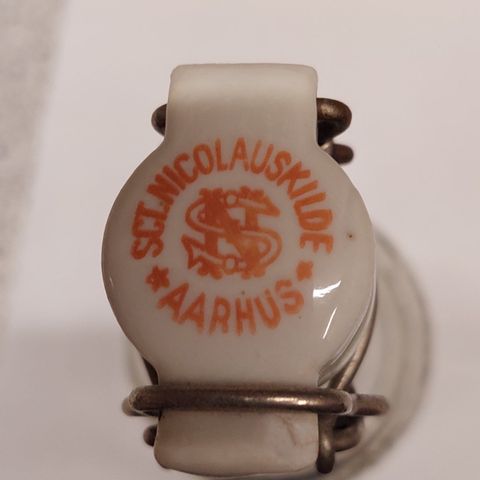 SCT. NICOLAUSKILDE
* AARHUS *